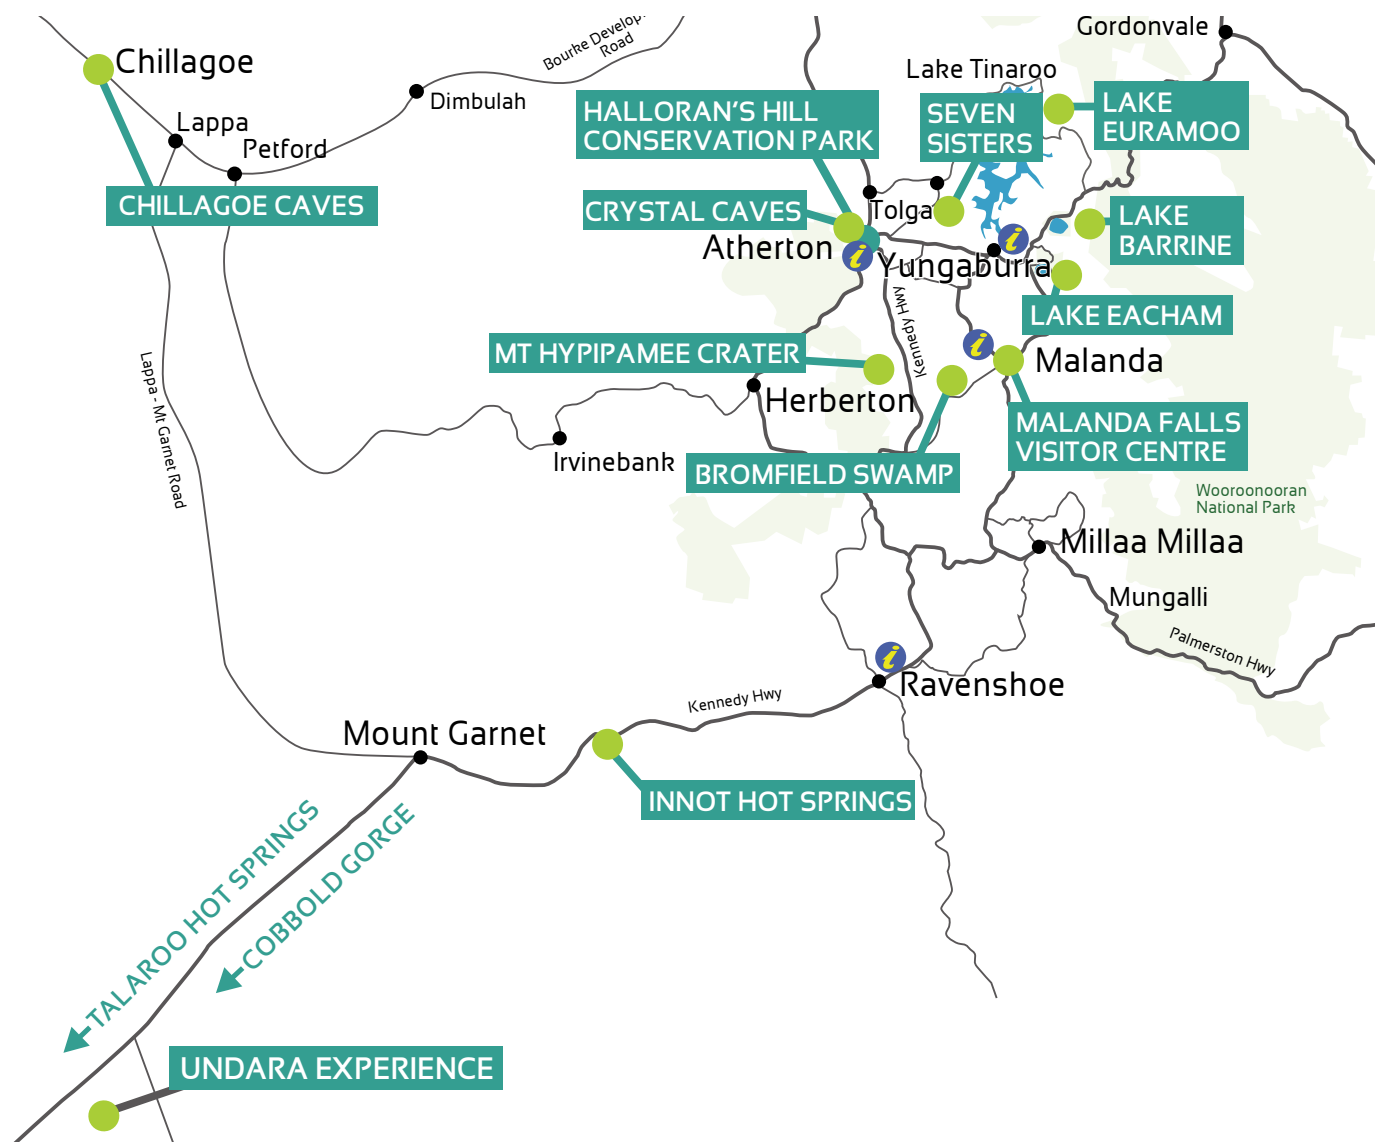 Gordonvale
Chillagoe
Bourke Develop
Road
Lake Tinaroo
Dimbulah
HALLORAN'S HILL
CONSERVATION PARK
SEVEN
SISTERS
LAKE
EURAMOO
Lappa
Petford
CHILLAGOE CAVES
CRYSTAL CAVES
Tolga
LAKE
BARRINE
Atherton
i
i
Yungaburra
Kennedy Hwy
LAKE EACHAM
MT HYPIPAMEE CRATER
i
Malanda
Herberton
Lappa - Mt Garnet Road
MALANDA FALLS
VISITOR CENTRE
Irvinebank
BROMFIELD SWAMP
Wooroonooran
National Park
Millaa Millaa
Mungalli
Palmerston Hwy
i
Ravenshoe
Kennedy Hwy
Mount Garnet
INNOT HOT SPRINGS
TALAROO HOT SPRINGS
COBBOLD GORGE
UNDARA EXPERIENCE